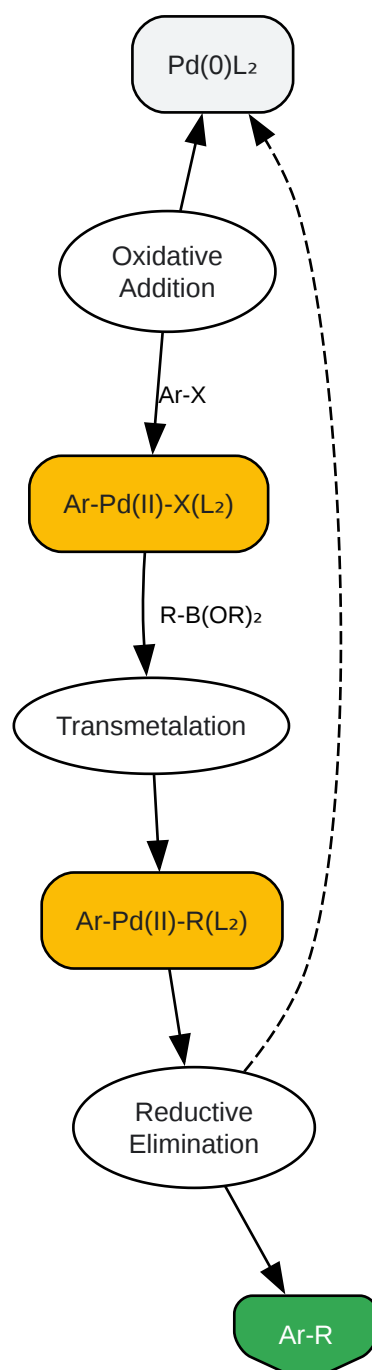 Pd(0)L₂
Oxidative
Addition
Ar-X
Ar-Pd(II)-X(L₂)
R-B(OR)₂
Transmetalation
Ar-Pd(II)-R(L₂)
Reductive
Elimination
Ar-R